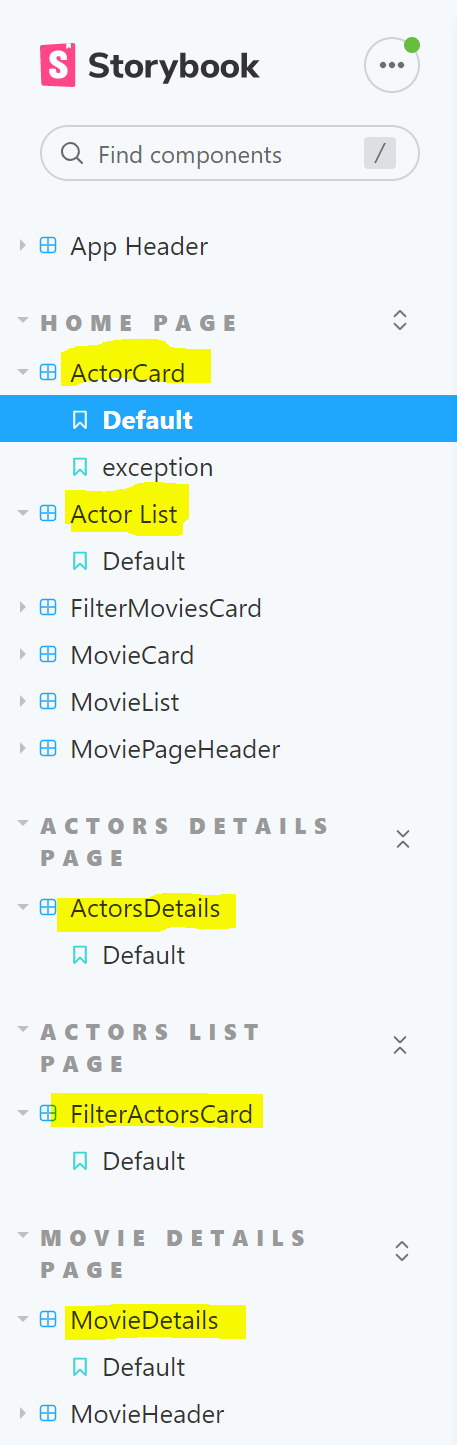 S Storybook
Find components /
App Header
HOME PAGE
ActorCard
Default
exception
Actor List
Default
FilterMoviesCard
MovieCard
MovieList
MoviePageHeader
ACTORS DETAILS
PAGE
ActorsDetails
Default
ACTORS LIST
PAGE
FilterActorsCard
Default
MOVIE DETAILS
PAGE
MovieDetails
Default
MovieHeader